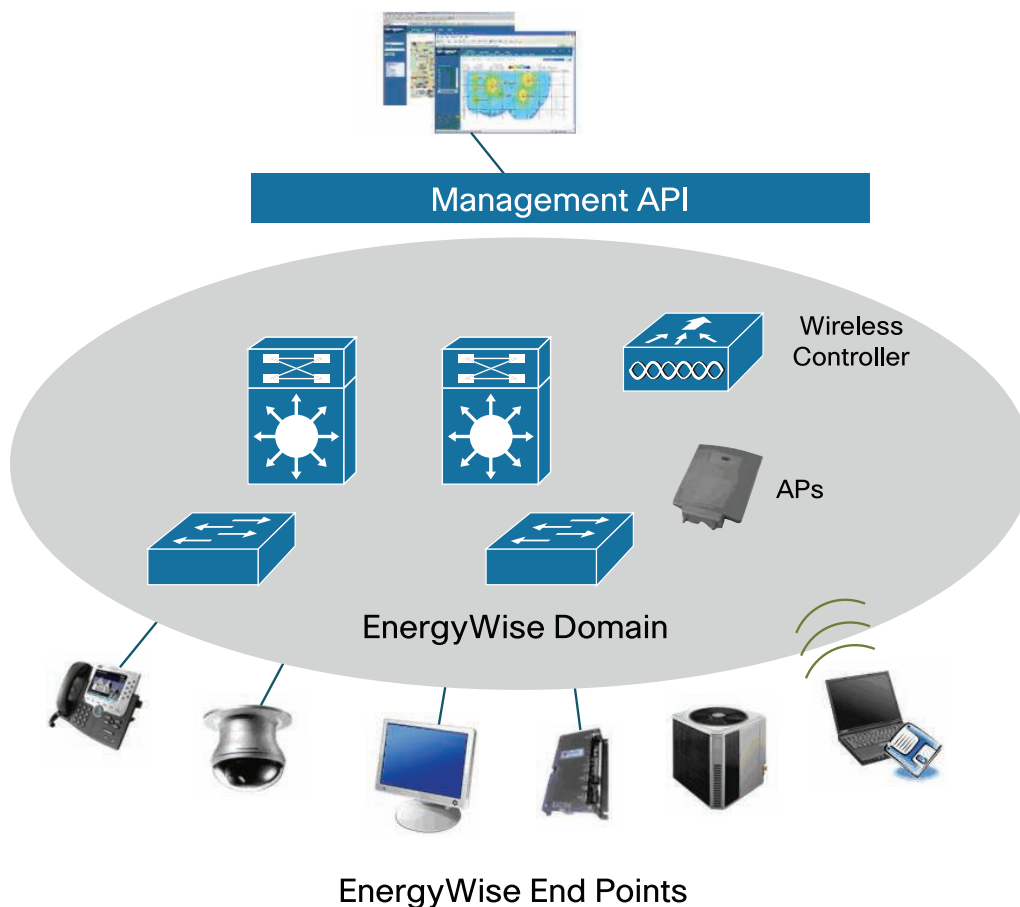 Management API
Wireless
Controller
APs
EnergyWise Domain
EnergyWise End Points